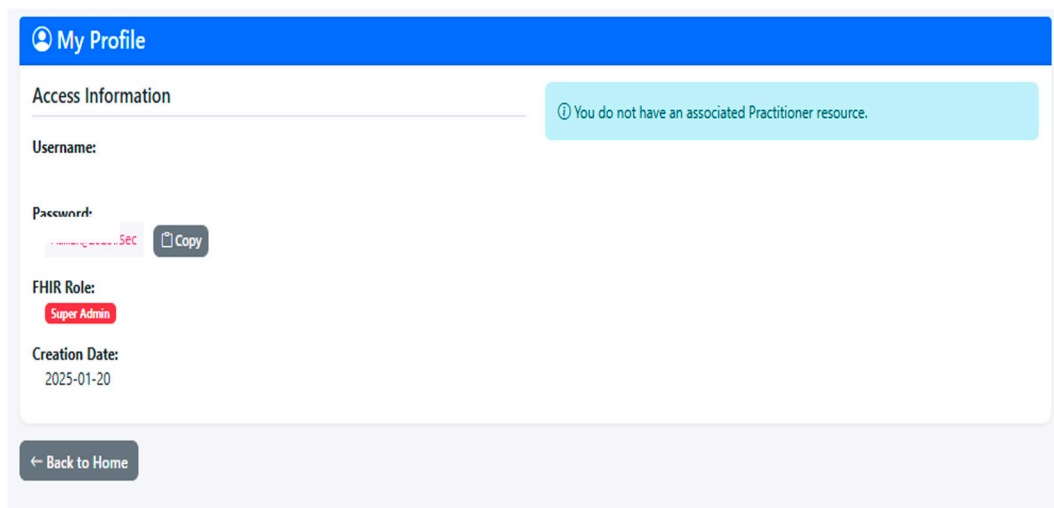 My Profile
Access Information
You do not have an associated Practitioner resource.
Username:
Password:
Copy
FHIR Role:
Super Admin
Creation Date:
2025-01-20
← Back to Home